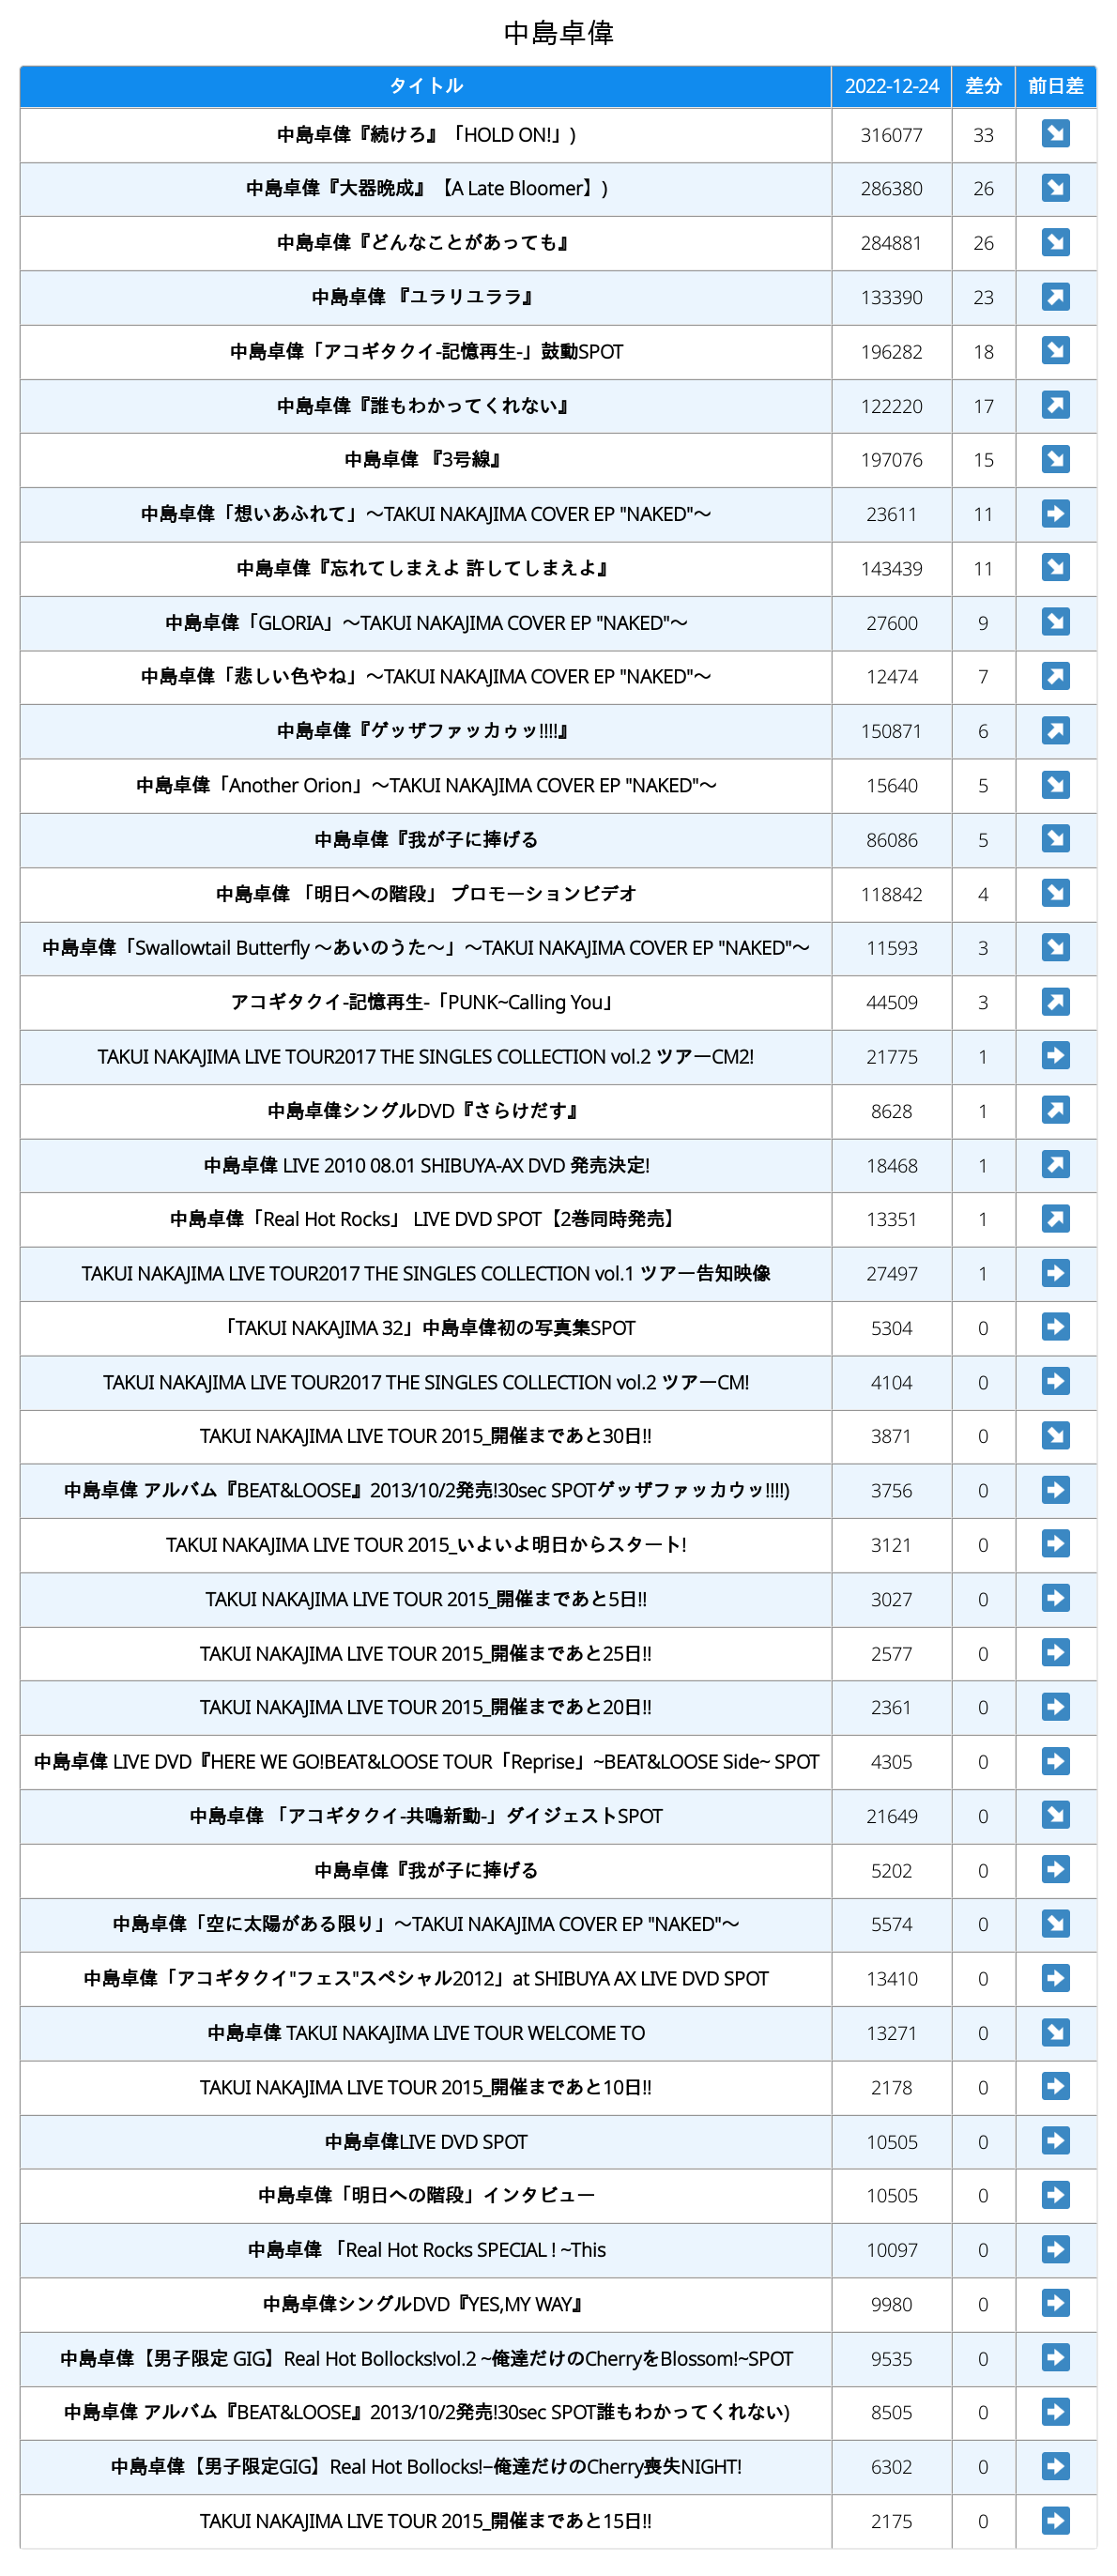 中島卓偉
タイトル 2022-12-24 差分 前日差
中島卓偉『続けろ』「HOLD ON!」) 316077 33 ↘
中島卓偉『大器晩成』【A Late Bloomer】) 286380 26 ↘
中島卓偉『どんなことがあっても』 284881 26 ↘
中島卓偉 『ユラリユララ』 133390 23 ↗
中島卓偉「アコギタクイ-記憶再生-」鼓動SPOT 196282 18 ↘
中島卓偉『誰もわかってくれない』 122220 17 ↗
中島卓偉 『3号線』 197076 15 ↘
中島卓偉「想いあふれて」〜TAKUI NAKAJIMA COVER EP "NAKED"〜 23611 11 ➡
中島卓偉『忘れてしまえよ 許してしまえよ』 143439 11 ↘
中島卓偉「GLORIA」〜TAKUI NAKAJIMA COVER EP "NAKED"〜 27600 9 ↘
中島卓偉「悲しい色やね」〜TAKUI NAKAJIMA COVER EP "NAKED"〜 12474 7 ↗
中島卓偉『ゲッザファッカゥッ!!!!』 150871 6 ↗
中島卓偉「Another Orion」〜TAKUI NAKAJIMA COVER EP "NAKED"〜 15640 5 ↘
中島卓偉『我が子に捧げる 86086 5 ↘
中島卓偉 「明日への階段」 プロモーションビデオ 118842 4 ↘
中島卓偉「Swallowtail Butterfly 〜あいのうた〜」〜TAKUI NAKAJIMA COVER EP "NAKED"〜 11593 3 ↘
アコギタクイ-記憶再生-「PUNK~Calling You」 44509 3 ↗
TAKUI NAKAJIMA LIVE TOUR2017 THE SINGLES COLLECTION vol.2 ツアーCM2! 21775 1 ➡
中島卓偉シングルDVD『さらけだす』 8628 1 ↗
中島卓偉 LIVE 2010 08.01 SHIBUYA-AX DVD 発売決定! 18468 1 ↗
中島卓偉「Real Hot Rocks」 LIVE DVD SPOT【2巻同時発売】 13351 1 ↗
TAKUI NAKAJIMA LIVE TOUR2017 THE SINGLES COLLECTION vol.1 ツアー告知映像 27497 1 ➡
「TAKUI NAKAJIMA 32」中島卓偉初の写真集SPOT 5304 0 ➡
TAKUI NAKAJIMA LIVE TOUR2017 THE SINGLES COLLECTION vol.2 ツアーCM! 4104 0 ➡
TAKUI NAKAJIMA LIVE TOUR 2015_開催まであと30日!! 3871 0 ↘
中島卓偉 アルバム『BEAT&LOOSE』2013/10/2発売!30sec SPOTゲッザファッカウッ!!!!) 3756 0 ➡
TAKUI NAKAJIMA LIVE TOUR 2015_いよいよ明日からスタート! 3121 0 ➡
TAKUI NAKAJIMA LIVE TOUR 2015_開催まであと5日!! 3027 0 ➡
TAKUI NAKAJIMA LIVE TOUR 2015_開催まであと25日!! 2577 0 ➡
TAKUI NAKAJIMA LIVE TOUR 2015_開催まであと20日!! 2361 0 ➡
中島卓偉 LIVE DVD『HERE WE GO!BEAT&LOOSE TOUR「Reprise」~BEAT&LOOSE Side~ SPOT 4305 0 ➡
中島卓偉 「アコギタクイ-共鳴新動-」ダイジェストSPOT 21649 0 ↘
中島卓偉『我が子に捧げる 5202 0 ➡
中島卓偉「空に太陽がある限り」〜TAKUI NAKAJIMA COVER EP "NAKED"〜 5574 0 ↘
中島卓偉「アコギタクイ"フェス"スペシャル2012」at SHIBUYA AX LIVE DVD SPOT 13410 0 ➡
中島卓偉 TAKUI NAKAJIMA LIVE TOUR WELCOME TO 13271 0 ↘
TAKUI NAKAJIMA LIVE TOUR 2015_開催まであと10日!! 2178 0 ➡
中島卓偉LIVE DVD SPOT 10505 0 ➡
中島卓偉「明日への階段」インタビュー 10505 0 ➡
中島卓偉 「Real Hot Rocks SPECIAL ! ~This 10097 0 ➡
中島卓偉シングルDVD『YES,MY WAY』 9980 0 ➡
中島卓偉【男子限定 GIG】Real Hot Bollocks!vol.2 ~俺達だけのCherryをBlossom!~SPOT 9535 0 ➡
中島卓偉 アルバム『BEAT&LOOSE』2013/10/2発売!30sec SPOT誰もわかってくれない) 8505 0 ➡
中島卓偉【男子限定GIG】Real Hot Bollocks!−俺達だけのCherry喪失NIGHT! 6302 0 ➡
TAKUI NAKAJIMA LIVE TOUR 2015_開催まであと15日!! 2175 0 ➡